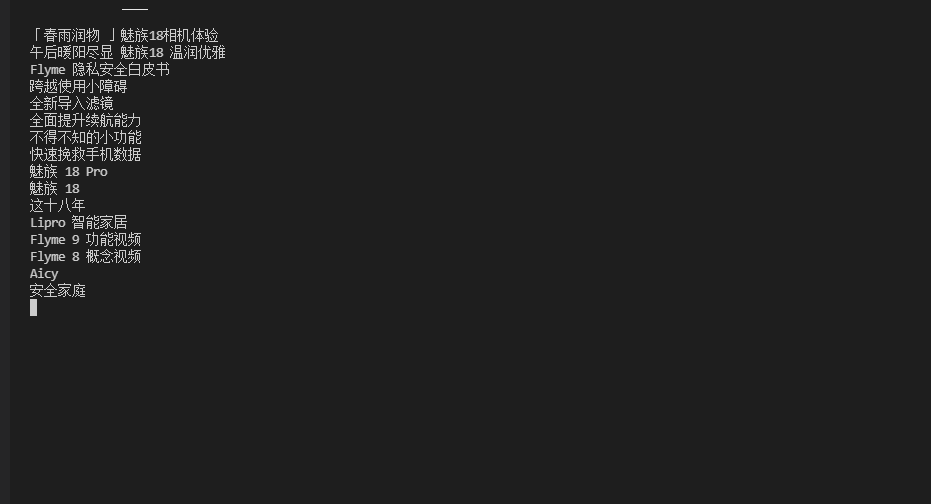 「春雨润物 」魅族18相机体验
午后暖阳尽显 魅族18 温润优雅
Flyme 隐私安全白皮书
跨越使用小障碍
全新导入滤镜
全面提升续航能力
不得不知的小功能
快速挽救手机数据
魅族 18 Pro
魅族 18
这十八年
Lipro 智能家居
Flyme 9 功能视频
Flyme 8 概念视频
Aicy
安全家庭